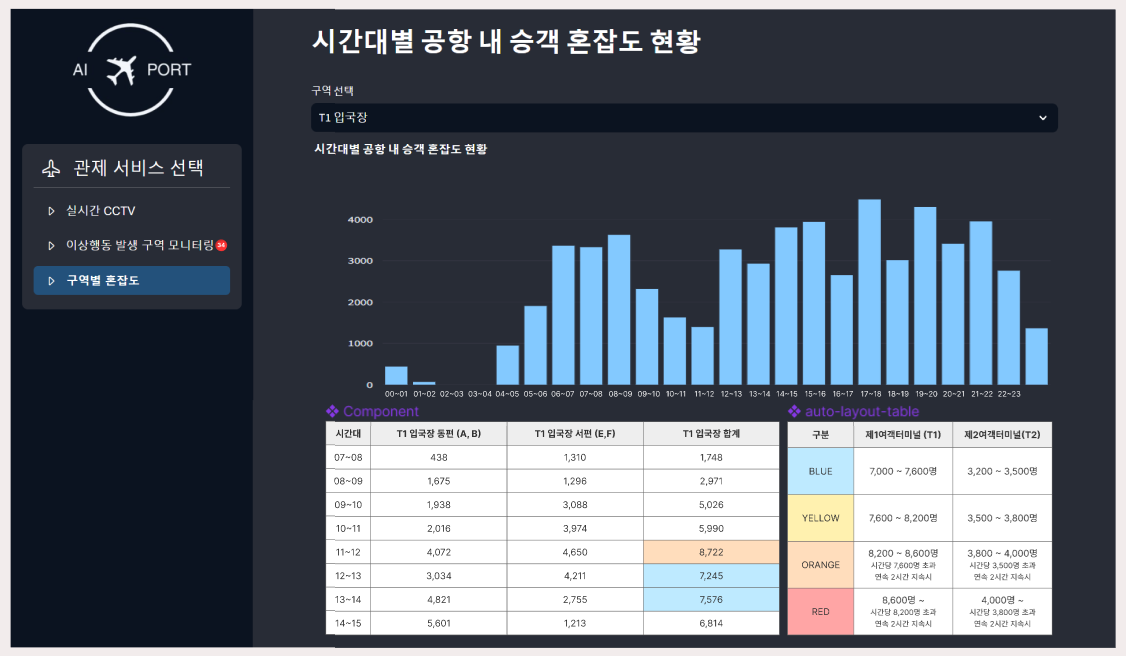 AI PORT
관제 서비스 선택
실시간 CCTV
이상행동 발생 구역 모니터링 34
구역별 혼잡도
시간대별 공항 내 승객 혼잡도 현황
구역 선택
T1 입국장
시간대별 공항 내 승객 혼잡도 현황
4000
3000
2000
1000
0
00~01 01~02 02~03 03~04 04~05 05~06 06~07 07~08 08~09 09~10 10~11 11~12 12~13 13~14 14~15 15~16 16~17 17~18 18~19 19~20 20~21 21~22 22~23
Component
시간대 T1 입국장 동편 (A, B) T1 입국장 서편 (E,F) T1 입국장 합계
07~08 438 1,310 1,748
08~09 1,675 1,296 2,971
09~10 1,938 3,088 5,026
10~11 2,016 3,974 5,990
11~12 4,072 4,650 8,722
12~13 3,034 4,211 7,245
13~14 4,821 2,755 7,576
14~15 5,601 1,213 6,814
auto-layout-table
구분 제1여객터미널 (T1) 제2여객터미널(T2)
BLUE 7,000 ~ 7,600명 3,200 ~ 3,500명
YELLOW 7,600 ~ 8,200명 3,500 ~ 3,800명
ORANGE 8,200 ~ 8,600명 3,800 ~ 4,000명
시간당 7,600명 초과 시간당 3,500명 초과
연속 2시간 지속시 연속 2시간 지속시
RED 8,600명 ~ 4,000명 ~
시간당 8,200명 초과 시간당 3,800명 초과
연속 2시간 지속시 연속 2시간 지속시